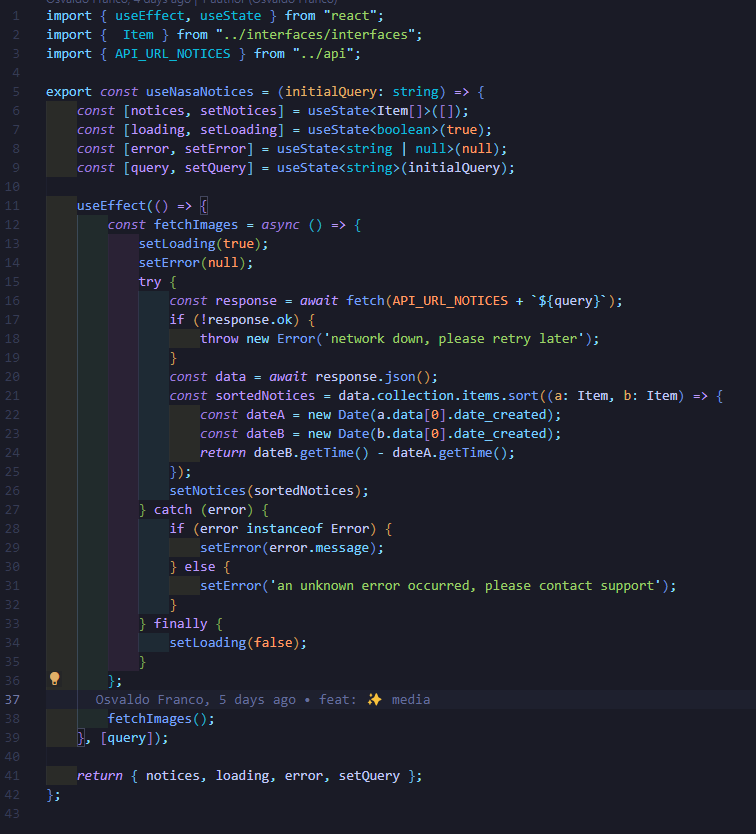 Osvaldo Franco, 4 days ago | 1 author (Osvaldo Franco)
1 import { useEffect, useState } from "react";
2 import {  Item } from "../interfaces/interfaces";
3 import { API_URL_NOTICES } from "../api";
4
5 export const useNasaNotices = (initialQuery: string) => {
6     const [notices, setNotices] = useState<Item[]>([]);
7     const [loading, setLoading] = useState<boolean>(true);
8     const [error, setError] = useState<string | null>(null);
9     const [query, setQuery] = useState<string>(initialQuery);
10
11     useEffect(() => {
12         const fetchImages = async () => {
13             setLoading(true);
14             setError(null);
15             try {
16                 const response = await fetch(API_URL_NOTICES + `${query}`);
17                 if (!response.ok) {
18                     throw new Error('network down, please retry later');
19                 }
20                 const data = await response.json();
21                 const sortedNotices = data.collection.items.sort((a: Item, b: Item) => {
22                     const dateA = new Date(a.data[0].date_created);
23                     const dateB = new Date(b.data[0].date_created);
24                     return dateB.getTime() - dateA.getTime();
25                 });
26                 setNotices(sortedNotices);
27             } catch (error) {
28                 if (error instanceof Error) {
29                     setError(error.message);
30                 } else {
31                     setError('an unknown error occurred, please contact support');
32                 }
33             } finally {
34                 setLoading(false);
35             }
36         };
37       Osvaldo Franco, 5 days ago • feat: ✨ media
38         fetchImages();
39     }, [query]);
40
41     return { notices, loading, error, setQuery };
42 };
43